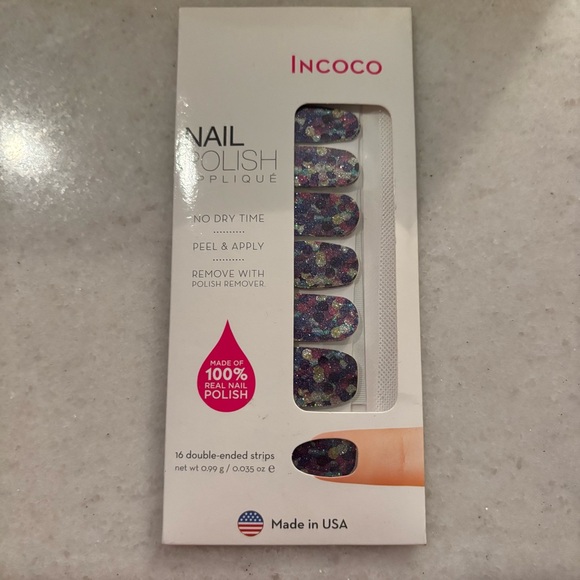 INCOCO
NAIL
POLISH
APPLIQUÉ
NO DRY TIME
PEEL & APPLY
REMOVE WITH
POLISH REMOVER.
MADE OF
100%
REAL NAIL
POLISH
16 double-ended strips
net wt 0.99 g / 0.035 oz ℮
Made in USA